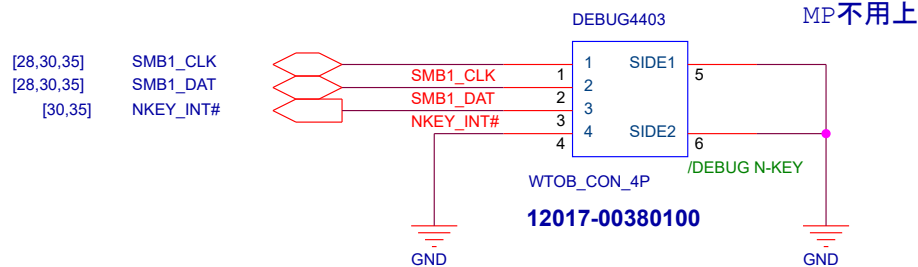 MP不用上
DEBUG4403
[28,30,35] SMB1_CLK
[28,30,35] SMB1_DAT
[30,35] NKEY_INT#
SMB1_CLK
SMB1_DAT
NKEY_INT#
1
2
3
4
1
2
3
4
SIDE1
SIDE2
5
6
/DEBUG N-KEY
WTOB_CON_4P
12017-00380100
GND
GND